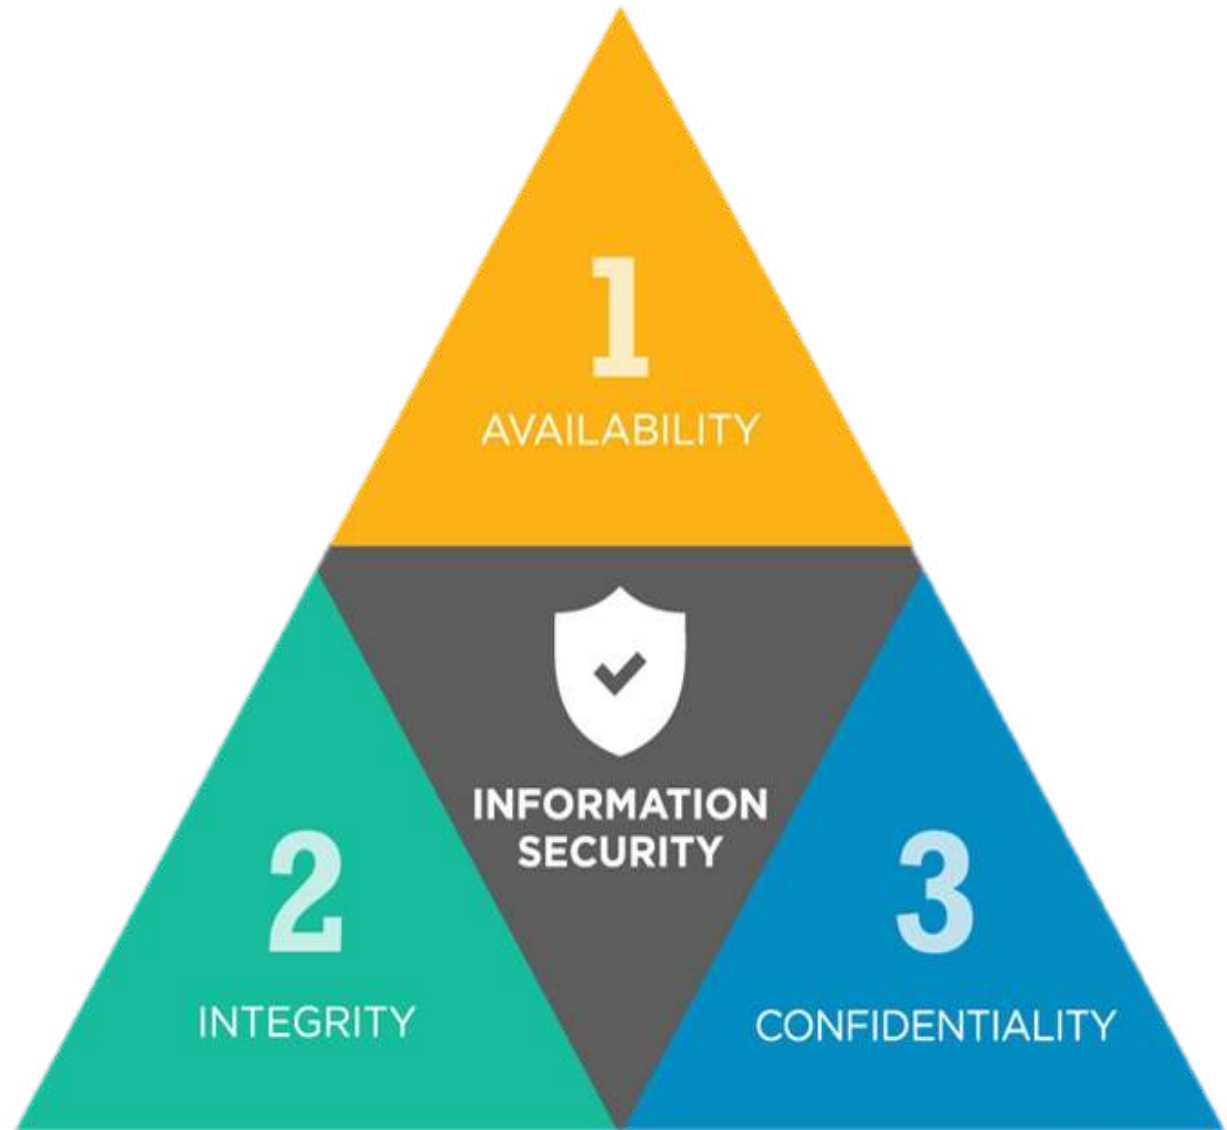 1
AVAILABILITY
INFORMATION
SECURITY
2
INTEGRITY
3
CONFIDENTIALITY